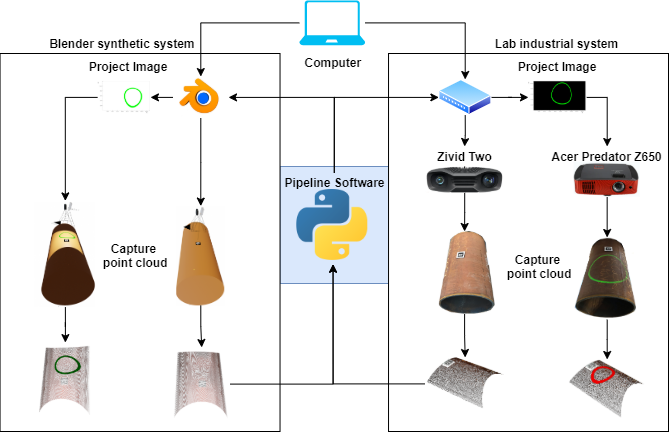 Blender synthetic system
Computer
Lab industrial system
Project Image
Project Image
Pipeline Software
Zivid Two
Acer Predator Z650
Capture
point cloud
Capture
point cloud